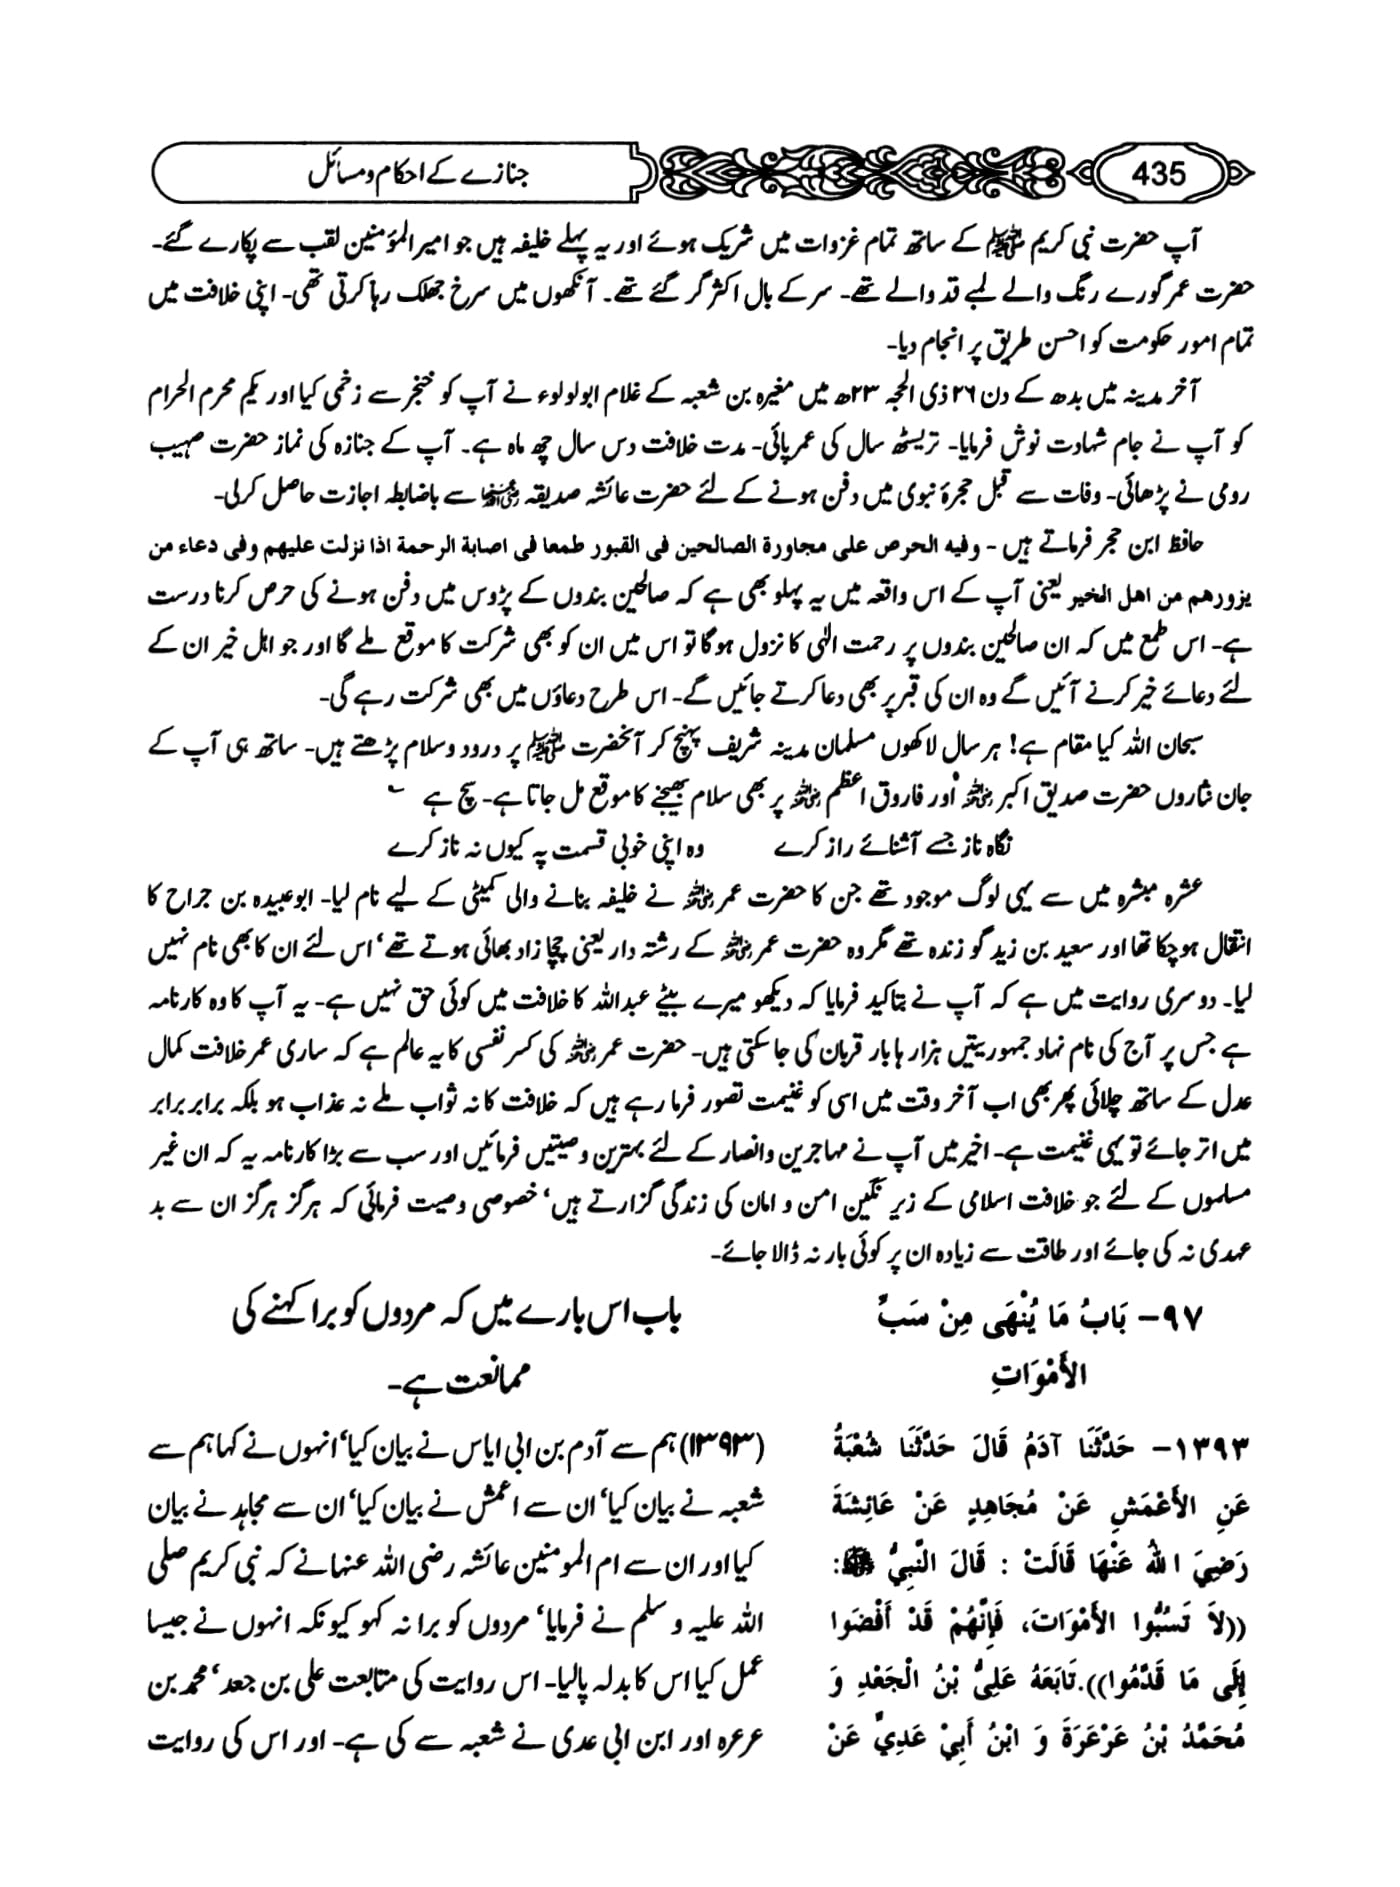 جنازے کے احکام و مسائل
435
آپ حضرت نبی کریم ﷺ کے ساتھ تمام غزوات میں شریک ہوئے اور یہ پہلے خلیفہ ہیں جو امیر المؤمنین لقب سے پکارے گئے-
حضرت عمر گورے رنگ والے لمبے قد والے تھے- سر کے بال اکثر گر گئے تھے۔ آنکھوں میں سرخ جھلک رہا کرتی تھی- اپنی خلافت میں
تمام امور حکومت کو احسن طریق پر انجام دیا-
آخر مدینہ میں بدھ کے دن ۲۶ ذی الحجہ ۲۳ھ میں مغیرہ بن شعبہ کے غلام ابولولوء نے آپ کو خنجر سے زخمی کیا اور یکم محرم الحرام
کو آپ نے جام شہادت نوش فرمایا- تریسٹھ سال کی عمر پائی- مدت خلافت دس سال چھ ماہ ہے۔ آپ کے جنازہ کی نماز حضرت صہیب
رومی نے پڑھائی- وفات سے قبل حجرۂ نبوی میں دفن ہونے کے لئے حضرت عائشہ صدیقہ رضی اللہ عنہا سے باضابطہ اجازت حاصل کرلی-
حافظ ابن حجر فرماتے ہیں - وفیه الحرص علی مجاورة الصالحین فی القبور طمعا فی اصابة الرحمة اذا نزلت علیهم وفی دعاء من
یزورهم من اهل الخیر یعنی آپ کے اس واقعہ میں یہ پہلو بھی ہے کہ صالحین بندوں کے پڑوس میں دفن ہونے کی حرص کرنا درست
ہے- اس طمع میں کہ ان صالحین بندوں پر رحمت الٰہی کا نزول ہوگا تو اس میں ان کو بھی شرکت کا موقع ملے گا اور جو اہل خیر ان کے
لئے دعائے خیر کرنے آئیں گے وہ ان کی قبر پر بھی دعا کرتے جائیں گے- اس طرح دعاؤں میں بھی شرکت رہے گی-
سبحان اللہ کیا مقام ہے! ہر سال لاکھوں مسلمان مدینہ شریف پہنچ کر آنحضرت ﷺ پر درود وسلام پڑھتے ہیں- ساتھ ہی آپ کے
جان نثاروں حضرت صدیق اکبر رضی اللہ عنہ اور فاروق اعظم رضی اللہ عنہ پر بھی سلام بھیجنے کا موقع مل جاتا ہے- سچ ہے ؎
نگاہ ناز جسے آشنائے راز کرے وہ اپنی خوبی قسمت پہ کیوں نہ ناز کرے
عشرہ مبشرہ میں سے یہی لوگ موجود تھے جن کا حضرت عمر رضی اللہ عنہ نے خلیفہ بنانے والی کمیٹی کے لیے نام لیا- ابو عبیدہ بن جراح کا
انتقال ہوچکا تھا اور سعید بن زید گو زندہ تھے مگر وہ حضرت عمر رضی اللہ عنہ کے رشتہ دار یعنی چچا زاد بھائی ہوتے تھے' اس لئے ان کا بھی نام نہیں
لیا۔ دوسری روایت میں ہے کہ آپ نے بتاکید فرمایا کہ دیکھو میرے بیٹے عبداللہ کا خلافت میں کوئی حق نہیں ہے- یہ آپ کا وہ کارنامہ
ہے جس پر آج کی نام نہاد جمہوریتیں ہزارہا بار قربان کی جاسکتی ہیں- حضرت عمر رضی اللہ عنہ کی کسر نفسی کا یہ عالم ہے کہ ساری عمر خلافت کمال
عدل کے ساتھ چلائی پھر بھی اب آخر وقت میں اسی کو غنیمت تصور فرما رہے ہیں کہ خلافت کا نہ ثواب ملے نہ عذاب ہو بلکہ برابر برابر
میں اتر جائے تو یہی غنیمت ہے- اخیر میں آپ نے مہاجرین وانصار کے لئے بہترین وصیتیں فرمائیں اور سب سے بڑا کارنامہ یہ کہ ان غیر
مسلموں کے لئے جو خلافت اسلامی کے زیر نگین امن و امان کی زندگی گزارتے ہیں' خصوصی وصیت فرمائی کہ ہرگز ہرگز ان سے بد
عہدی نہ کی جائے اور طاقت سے زیادہ ان پر کوئی بار نہ ڈالا جائے-
٩٧- بَابُ مَا يُنْهَى مِنْ سَبِّ
الأَمْوَاتِ
١٣٩٣- حَدَّثَنَا آدَمُ قَالَ حَدَّثَنَا شُعْبَةُ
عَنِ الأَعْمَشِ عَنْ مُجَاهِدٍ عَنْ عَائِشَةَ
رَضِيَ اللهُ عَنْهَا قَالَتْ : قَالَ النَّبِيُّ ﷺ:
((لاَ تَسُبُّوا الأَمْوَاتَ، فَإِنَّهُمْ قَدْ أَفْضَوا
إِلَى مَا قَدَّمُوا)). تَابَعَهُ عَلِيُّ بْنُ الْجَعْدِ وَ
مُحَمَّدُ بْنُ عَرْعَرَةَ وَ ابْنُ أَبِيْ عَدِيٍّ عَنْ
باب اس بارے میں کہ مردوں کو برا کہنے کی
ممانعت ہے-
(۱۳۹۳) ہم سے آدم بن ابی ایاس نے بیان کیا' انہوں نے کہا ہم سے
شعبہ نے بیان کیا' ان سے اعمش نے بیان کیا' ان سے مجاہد نے بیان
کیا اور ان سے ام المومنین عائشہ رضی اللہ عنہا نے کہ نبی کریم صلی
اللہ علیہ و سلم نے فرمایا' مردوں کو برا نہ کہو کیونکہ انہوں نے جیسا
عمل کیا اس کا بدلہ پالیا- اس روایت کی متابعت علی بن جعد' محمد بن
عرعرہ اور ابن ابی عدی نے شعبہ سے کی ہے- اور اس کی روایت